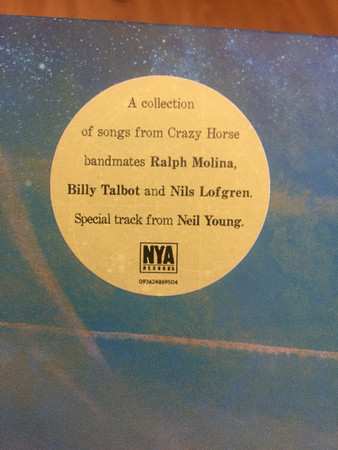 A collection
of songs from Crazy Horse
bandmates Ralph Molina,
Billy Talbot and Nils Lofgren.
Special track from Neil Young.
NYA
RECORDS
093624869504